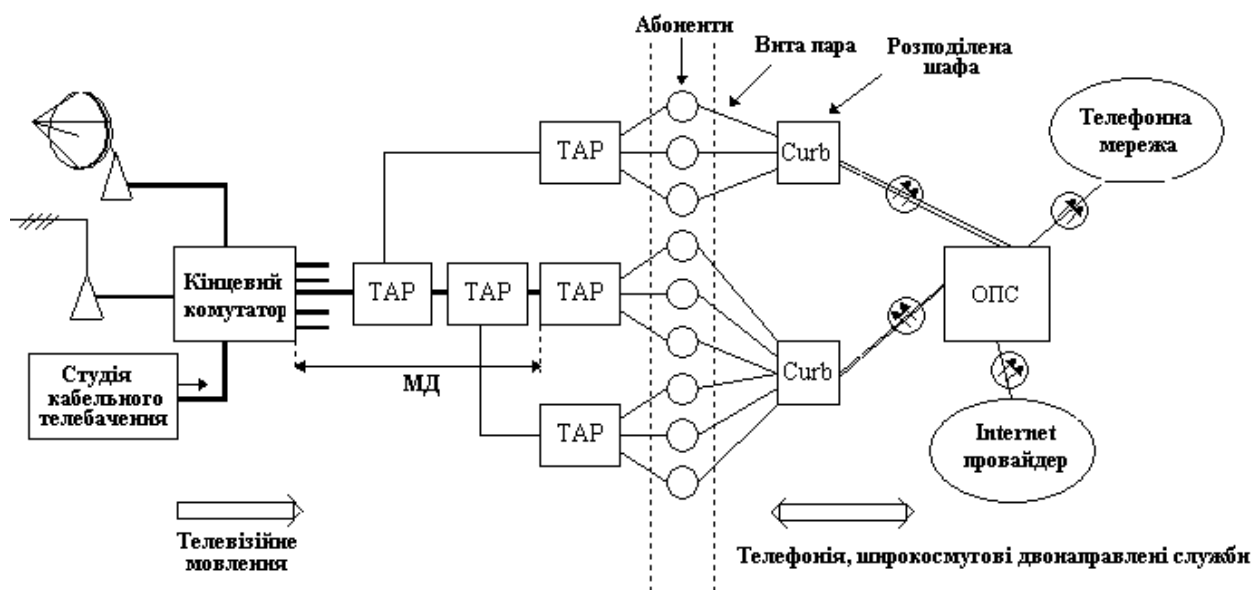 Абоненти
Вита пара
Розподілена
шафа
Телефонна
мережа
TAP
Curb
Кінцевий
комутатор
TAP
TAP
TAP
ОПС
Студія
кабельного
телебачення
МД
Curb
TAP
Internet
провайдер
Телевізійне
мовлення
Телефонія, широкосмугові двонаправлені служби